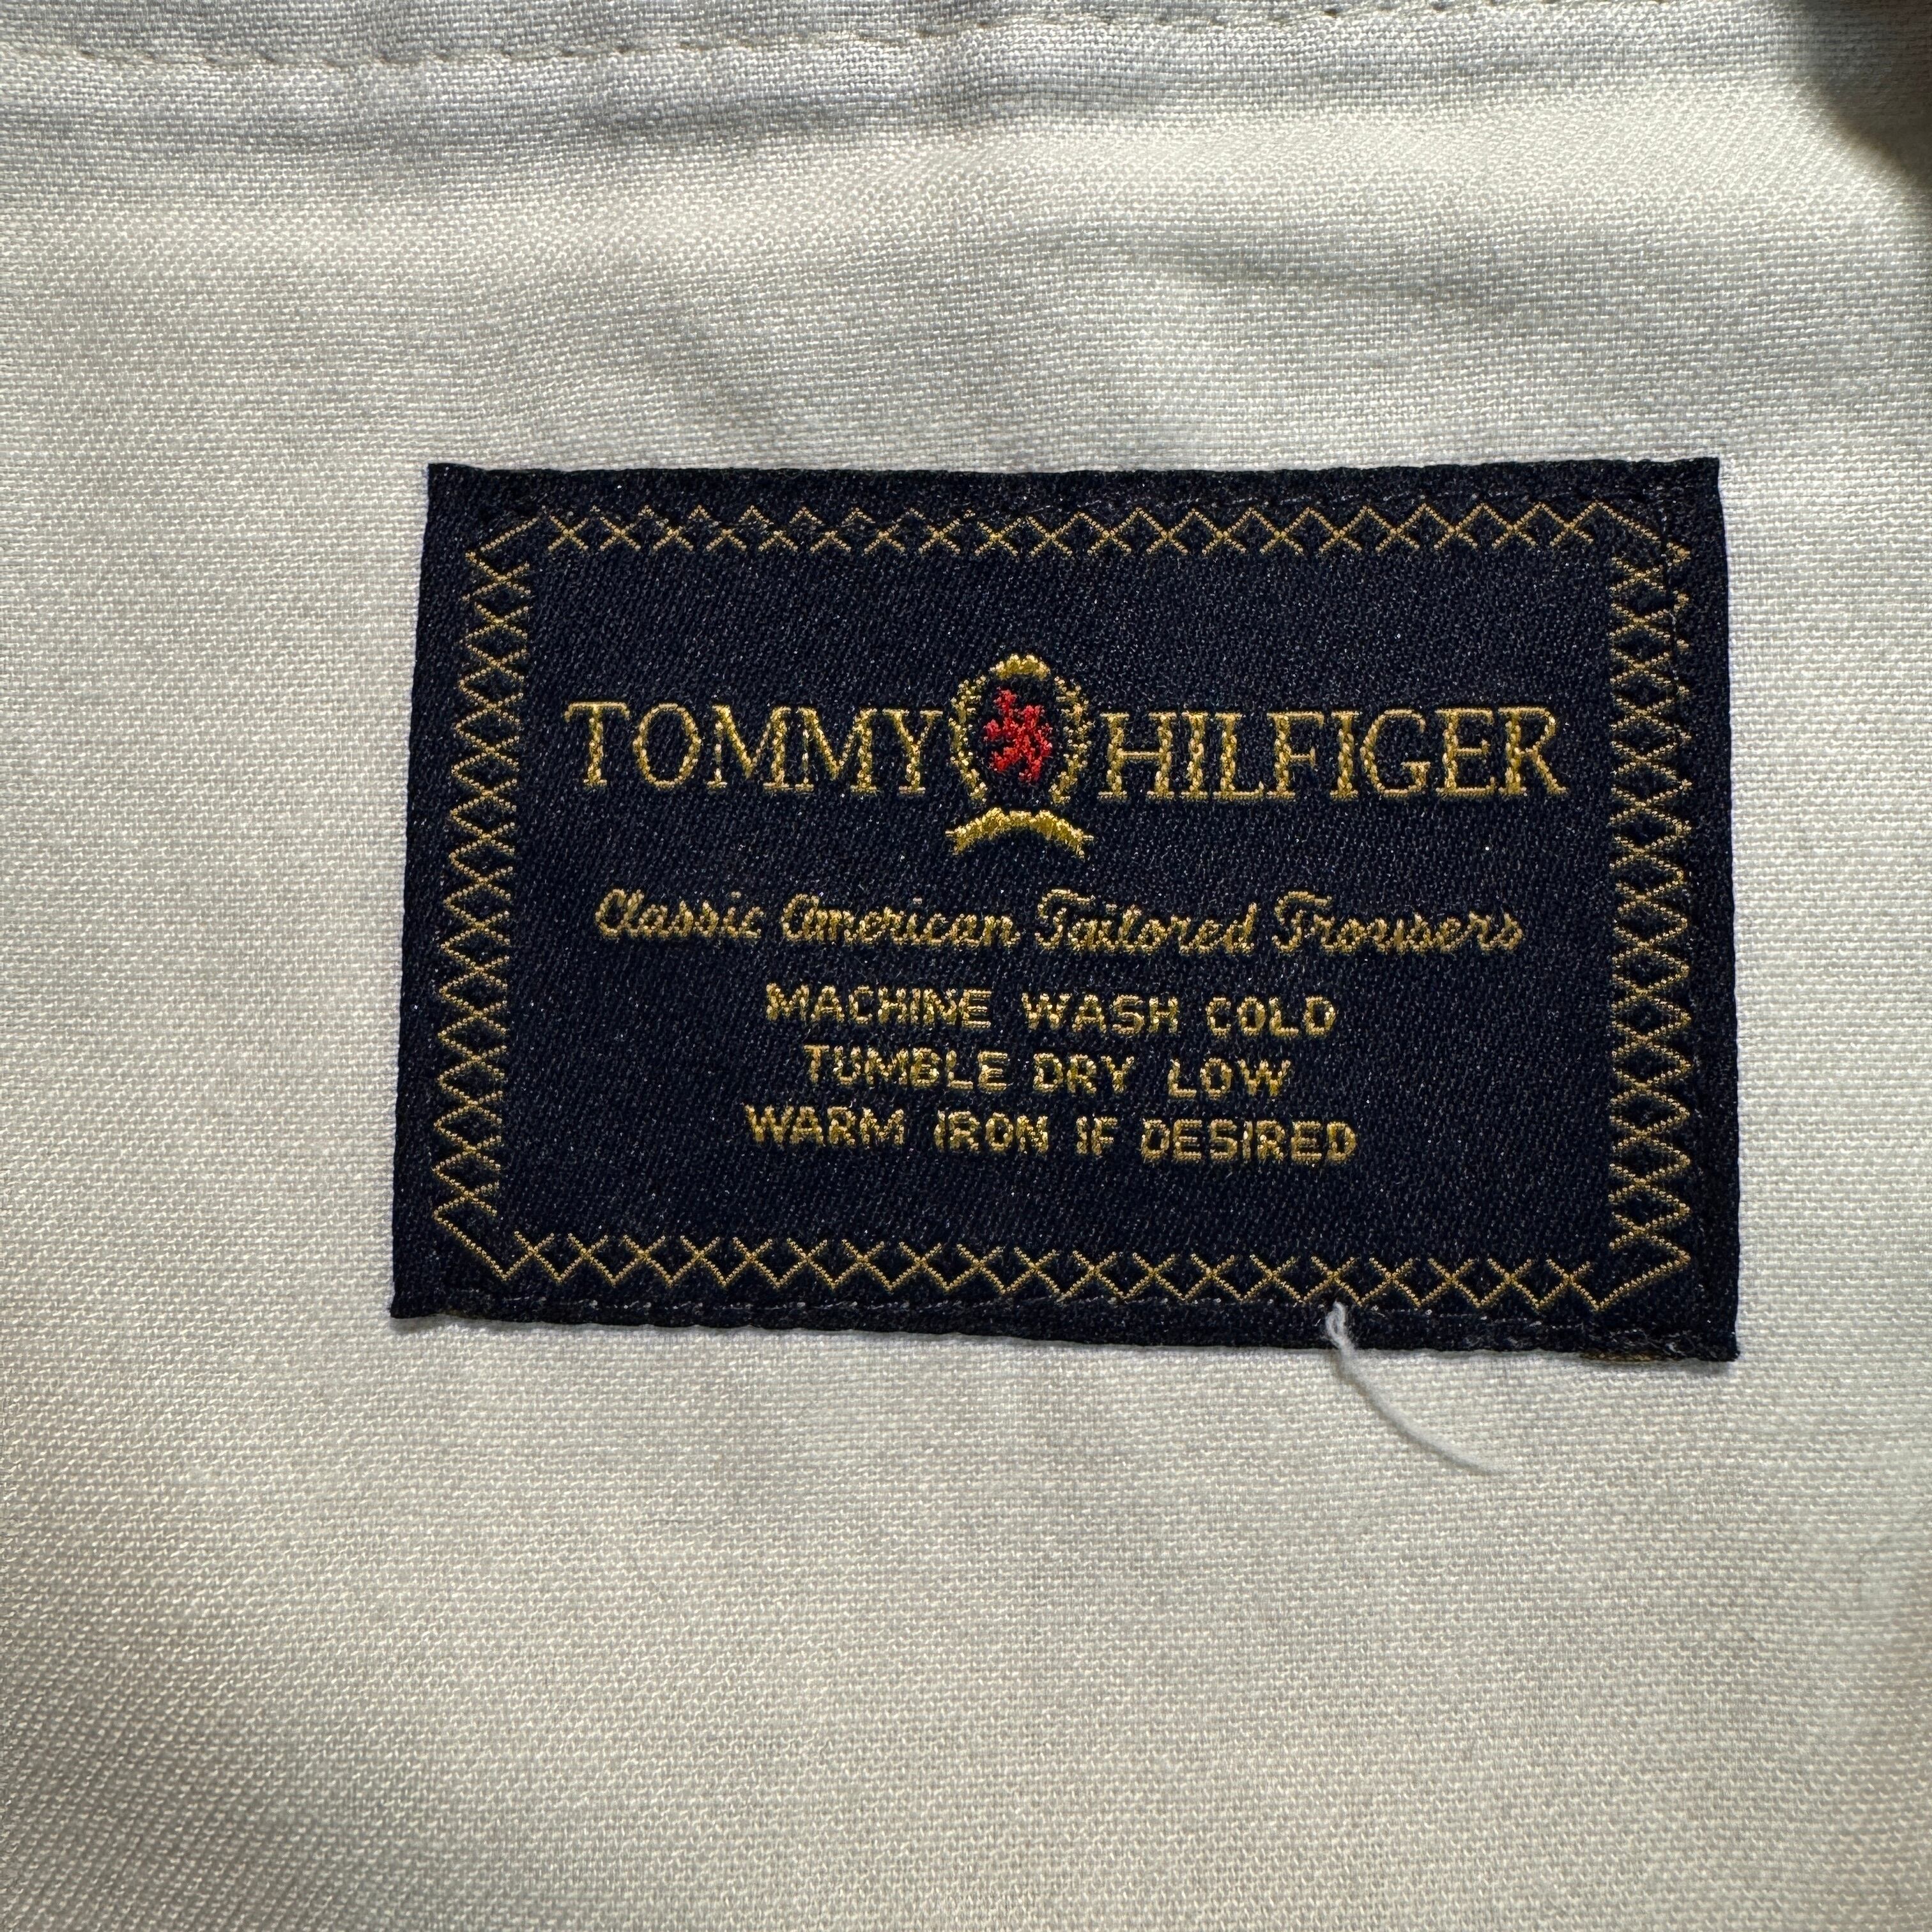 TOMMY HILFIGER
Classic American Tailored Trousers
MACHINE WASH COLD
TUMBLE DRY LOW
WARM IRON IF DESIRED